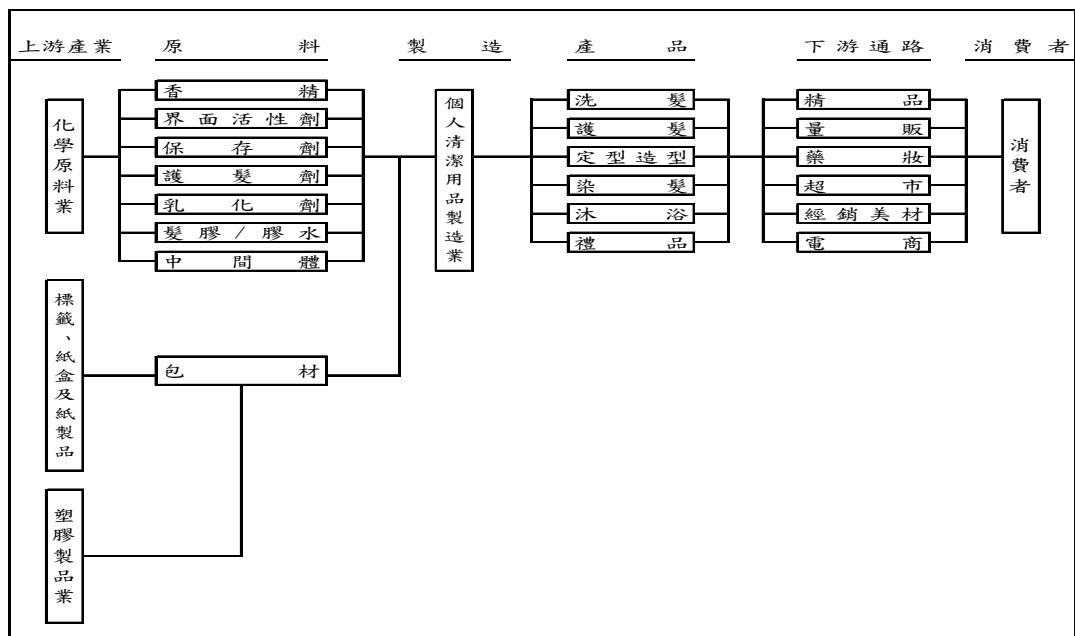 上游產業 原料 製造 產品 下游通路 消費者
化學原料業
香精
界面活性劑
保存劑
護髮劑
乳化劑
髮膠/膠水
中間體
標籤、紙盒及紙製品
包材
塑膠製品業
個人清潔用品製造業
洗髮
護髮
定型造型
染髮
沐浴
禮品
精品
量販
藥妝
超市
經銷美材
電商
消費者